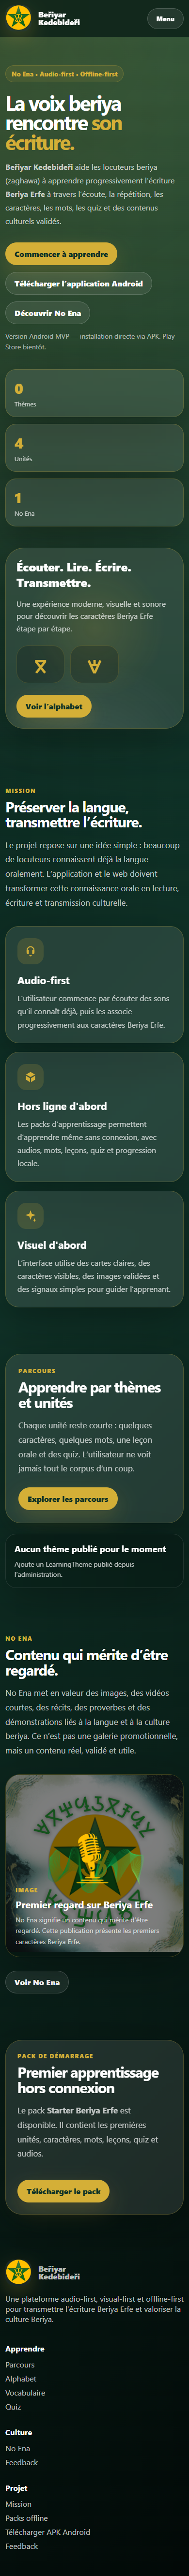 Beřiyar
Kedebideři
Menu
No Ena • Audio-first • Offline-first
La voix beriya
rencontre son
écriture.
Beřiyar Kedebideři aide les locuteurs beriya
(zaghawa) à apprendre progressivement l'écriture
Beriya Erfe à travers l'écoute, la répétition, les
caractères, les mots, les quiz et des contenus
culturels validés.
Commencer à apprendre
Télécharger l'application Android
Découvrir No Ena
Version Android MVP — installation directe via APK. Play
Store bientôt.
0
Thèmes
4
Unités
1
No Ena
Écouter. Lire. Écrire.
Transmettre.
Une expérience moderne, visuelle et sonore
pour découvrir les caractères Beriya Erfe
étape par étape.
Voir l'alphabet
MISSION
Préserver la langue,
transmettre l'écriture.
Le projet repose sur une idée simple : beaucoup
de locuteurs connaissent déjà la langue
oralement. L'application et le web doivent
transformer cette connaissance orale en lecture,
écriture et transmission culturelle.
Audio-first
L'utilisateur commence par écouter des sons
qu'il connaît déjà, puis les associe
progressivement aux caractères Beriya Erfe.
Hors ligne d'abord
Les packs d'apprentissage permettent
d'apprendre même sans connexion, avec
audios, mots, leçons, quiz et progression
locale.
Visuel d'abord
L'interface utilise des cartes claires, des
caractères visibles, des images validées et
des signaux simples pour guider l'apprenant.
PARCOURS
Apprendre par thèmes
et unités
Chaque unité reste courte : quelques
caractères, quelques mots, une leçon
orale et des quiz. L'utilisateur ne voit
jamais tout le corpus d'un coup.
Explorer les parcours
Aucun thème publié pour le moment
Ajoute un LearningTheme publié depuis
l'administration.
NO ENA
Contenu qui mérite d'être
regardé.
No Ena met en valeur des images, des vidéos
courtes, des récits, des proverbes et des
démonstrations liés à la langue et à la culture
beriya. Ce n'est pas une galerie promotionnelle,
mais un contenu réel, validé et utile.
IMAGE
Premier regard sur Beriya Erfe
No Ena signifie un contenu qui mérite d'être
regardé. Cette publication présente les premiers
caractères Beriya Erfe.
Voir No Ena
PACK DE DÉMARRAGE
Premier apprentissage
hors connexion
Le pack Starter Beriya Erfe est
disponible. Il contient les premières
unités, caractères, mots, leçons, quiz et
audios.
Télécharger le pack
Beřiyar
Kedebideři
Une plateforme audio-first, visual-first et offline-first
pour transmettre l'écriture Beriya Erfe et valoriser la
culture Beriya.
Apprendre
Parcours
Alphabet
Vocabulaire
Quiz
Culture
No Ena
Feedback
Projet
Mission
Packs offline
Télécharger APK Android
Feedback